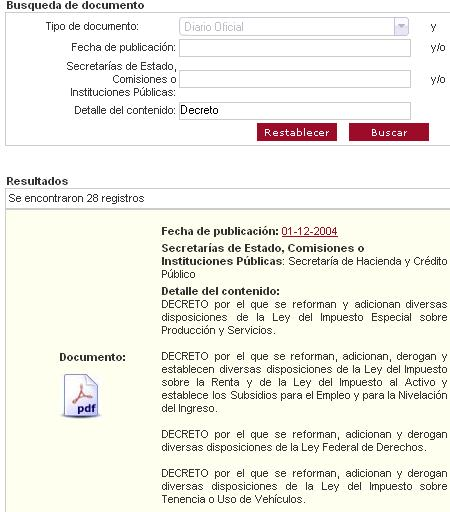 Busqueda de documento
Tipo de documento: Diario Oficial y
Fecha de publicación: y/o
Secretarías de Estado,
Comisiones o y/o
Instituciones Públicas:
Detalle del contenido: Decreto
Restablecer Buscar
Resultados
Se encontraron 28 registros
Fecha de publicación: 01-12-2004
Secretarías de Estado, Comisiones o
Instituciones Públicas: Secretaría de Hacienda y Crédito
Público
Detalle del contenido:
DECRETO por el que se reforman y adicionan diversas
disposiciones de la Ley del Impuesto Especial sobre
Producción y Servicios.
Documento:
pdf
DECRETO por el que se reforman, adicionan, derogan y
establecen diversas disposiciones de la Ley del Impuesto
sobre la Renta y de la Ley del Impuesto al Activo y
establece los Subsidios para el Empleo y para la Nivelación
del Ingreso.
DECRETO por el que se reforman, adicionan y derogan
diversas disposiciones de la Ley Federal de Derechos.
DECRETO por el que se reforman, adicionan y derogan
diversas disposiciones de la Ley del Impuesto sobre
Tenencia o Uso de Vehículos.